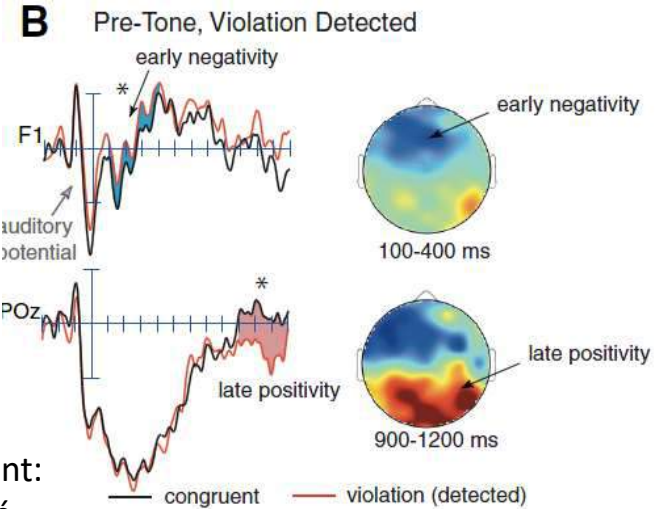 B Pre-Tone, Violation Detected
early negativity
*
F1
auditory
potential
early negativity
100-400 ms
POz
*
late positivity
late positivity
900-1200 ms
nt:
congruent violation (detected)